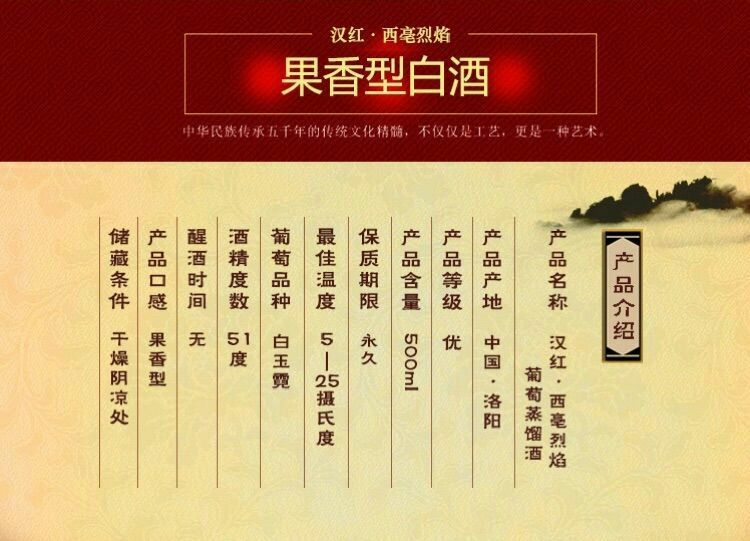 汉红·西毫烈焰
果香型白酒
中华民族传承五千年的传统文化精髓，不仅仅是工艺，更是一种艺术。
产品介绍
产品名称 汉红·西毫烈焰
葡萄蒸馏酒
产品产地 中国·洛阳
产品等级 优
产品含量 500ml
保质期限 永久
最佳温度 5—25摄氏度
葡萄品种 白玉霓
酒精度数 51度
醒酒时间 无
产品口感 果香型
储藏条件 干燥阴凉处